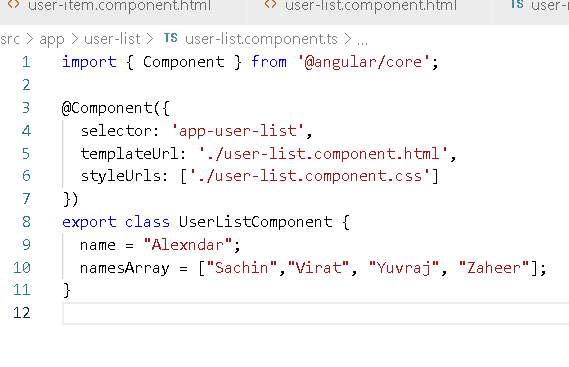 user-item.component.html user-list.component.html TS
src > app > user-list > TS user-list.component.ts > ...
1 import { Component } from '@angular/core';
2
3 @Component({
4 selector: 'app-user-list',
5 templateUrl: './user-list.component.html',
6 styleUrls: ['./user-list.component.css']
7 })
8 export class UserListComponent {
9 name = "Alexndar";
10 namesArray = ["Sachin","Virat", "Yuvraj", "Zaheer"];
11 }
12